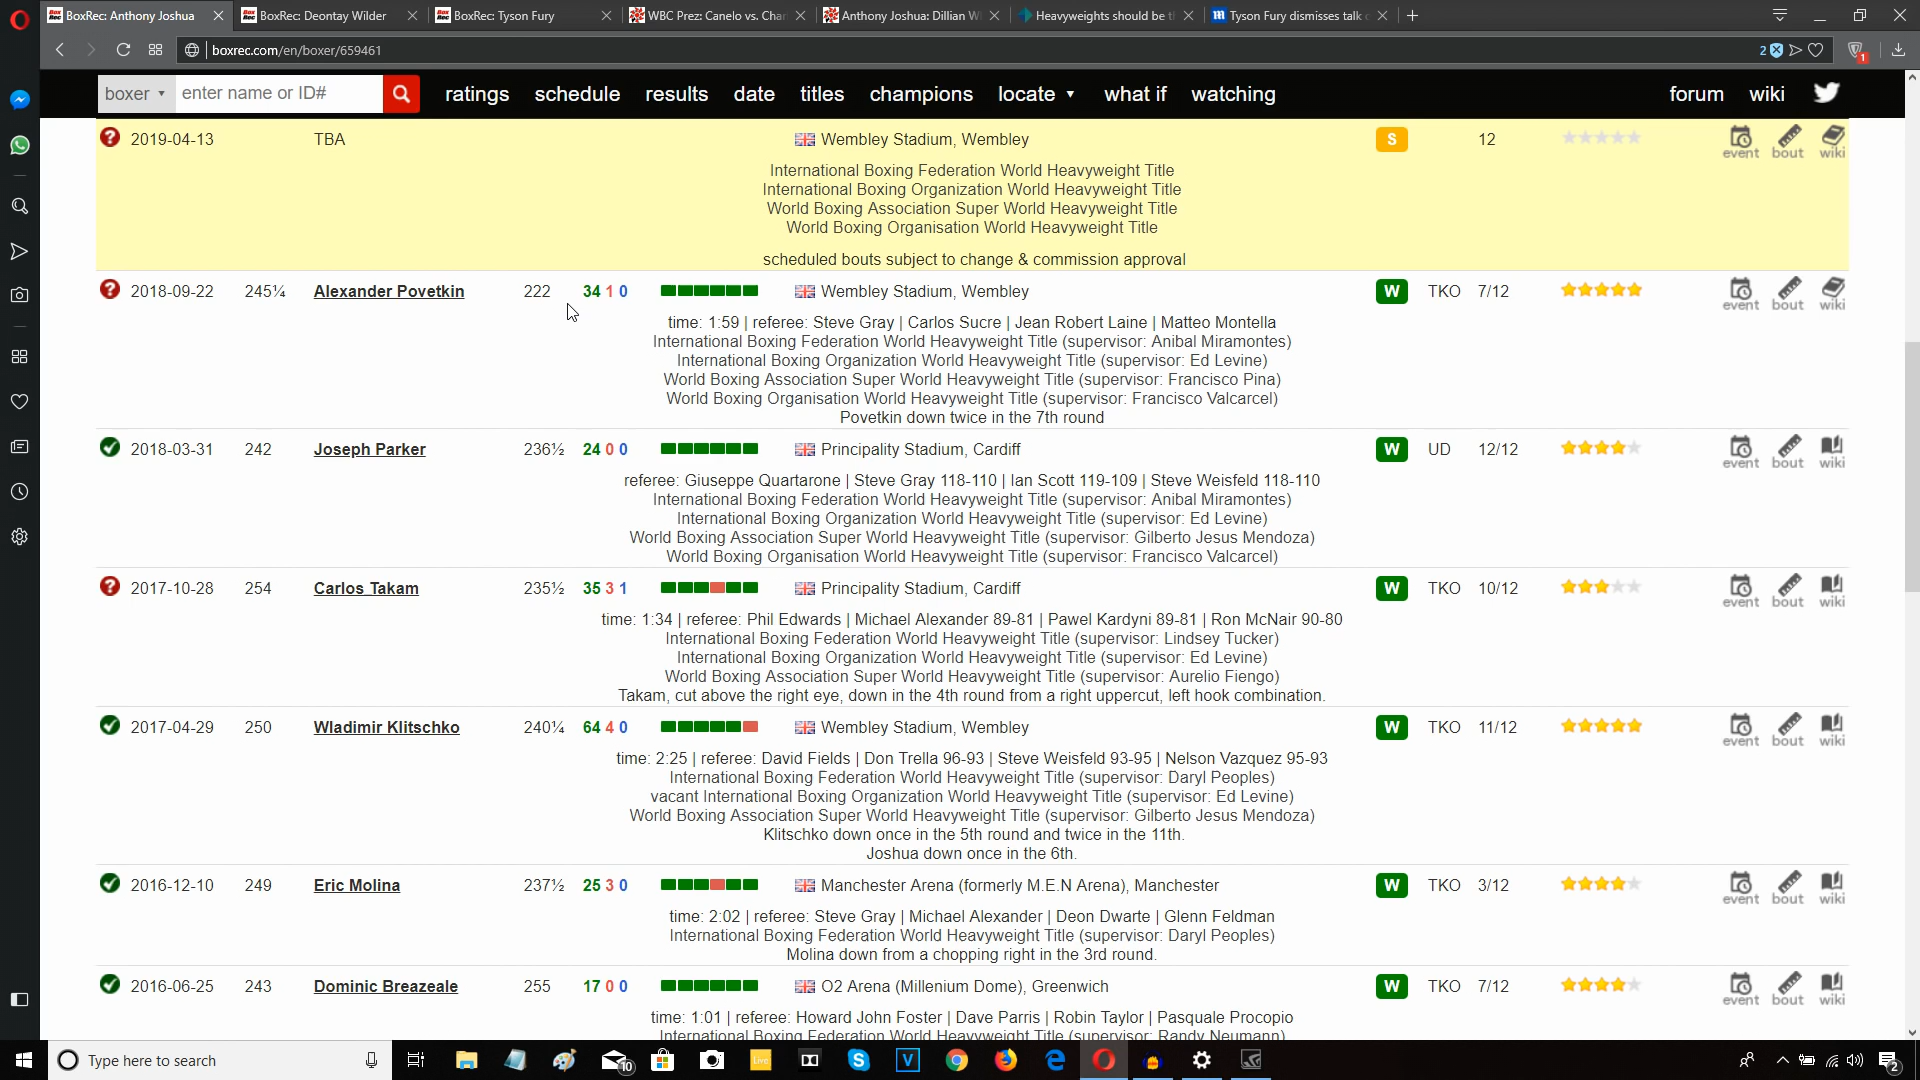 BoxRec: Anthony Joshua
BoxRec: Deontay Wilder
BoxRec: Tyson Fury
WBC Prez: Canelo vs. Cha
Anthony Joshua: Dillian W
Heavyweights should be t
Tyson Fury dismisses talk
boxrec.com/en/boxer/659461
2
1
boxer
enter name or ID#
ratings schedule results date titles champions locate what if watching forum wiki
2019-04-13 TBA Wembley Stadium, Wembley S 12 event bout wiki
International Boxing Federation World Heavyweight Title
International Boxing Organization World Heavyweight Title
World Boxing Association Super World Heavyweight Title
World Boxing Organisation World Heavyweight Title
scheduled bouts subject to change & commission approval
2018-09-22 245¼ Alexander Povetkin 222 34 1 0 Wembley Stadium, Wembley W TKO 7/12 event bout wiki
time: 1:59 | referee: Steve Gray | Carlos Sucre | Jean Robert Laine | Matteo Montella
International Boxing Federation World Heavyweight Title (supervisor: Anibal Miramontes)
International Boxing Organization World Heavyweight Title (supervisor: Ed Levine)
World Boxing Association Super World Heavyweight Title (supervisor: Francisco Pina)
World Boxing Organisation World Heavyweight Title (supervisor: Francisco Valcarcel)
Povetkin down twice in the 7th round
2018-03-31 242 Joseph Parker 236½ 24 0 0 Principality Stadium, Cardiff W UD 12/12 event bout wiki
referee: Giuseppe Quartarone | Steve Gray 118-110 | Ian Scott 119-109 | Steve Weisfeld 118-110
International Boxing Federation World Heavyweight Title (supervisor: Anibal Miramontes)
International Boxing Organization World Heavyweight Title (supervisor: Ed Levine)
World Boxing Association Super World Heavyweight Title (supervisor: Gilberto Jesus Mendoza)
World Boxing Organisation World Heavyweight Title (supervisor: Francisco Valcarcel)
2017-10-28 254 Carlos Takam 235½ 35 3 1 Principality Stadium, Cardiff W TKO 10/12 event bout wiki
time: 1:34 | referee: Phil Edwards | Michael Alexander 89-81 | Pawel Kardyni 89-81 | Ron McNair 90-80
International Boxing Federation World Heavyweight Title (supervisor: Lindsey Tucker)
International Boxing Organization World Heavyweight Title (supervisor: Ed Levine)
World Boxing Association Super World Heavyweight Title (supervisor: Aurelio Fiengo)
Takam, cut above the right eye, down in the 4th round from a right uppercut, left hook combination.
2017-04-29 250 Wladimir Klitschko 240¼ 64 4 0 Wembley Stadium, Wembley W TKO 11/12 event bout wiki
time: 2:25 | referee: David Fields | Don Trella 96-93 | Steve Weisfeld 93-95 | Nelson Vazquez 95-93
International Boxing Federation World Heavyweight Title (supervisor: Daryl Peoples)
vacant International Boxing Organization World Heavyweight Title (supervisor: Ed Levine)
World Boxing Association Super World Heavyweight Title (supervisor: Gilberto Jesus Mendoza)
Klitschko down once in the 5th round and twice in the 11th.
Joshua down once in the 6th.
2016-12-10 249 Eric Molina 237½ 25 3 0 Manchester Arena (formerly M.E.N Arena), Manchester W TKO 3/12 event bout wiki
time: 2:02 | referee: Steve Gray | Michael Alexander | Deon Dwarte | Glenn Feldman
International Boxing Federation World Heavyweight Title (supervisor: Daryl Peoples)
Molina down from a chopping right in the 3rd round.
2016-06-25 243 Dominic Breazeale 255 17 0 0 O2 Arena (Millenium Dome), Greenwich W TKO 7/12 event bout wiki
time: 1:01 | referee: Howard John Foster | Dave Parris | Robin Taylor | Pasquale Procopio
International Boxing Federation World Heavyweight Title (supervisor: Randy Neumann)
Type here to search
10
2